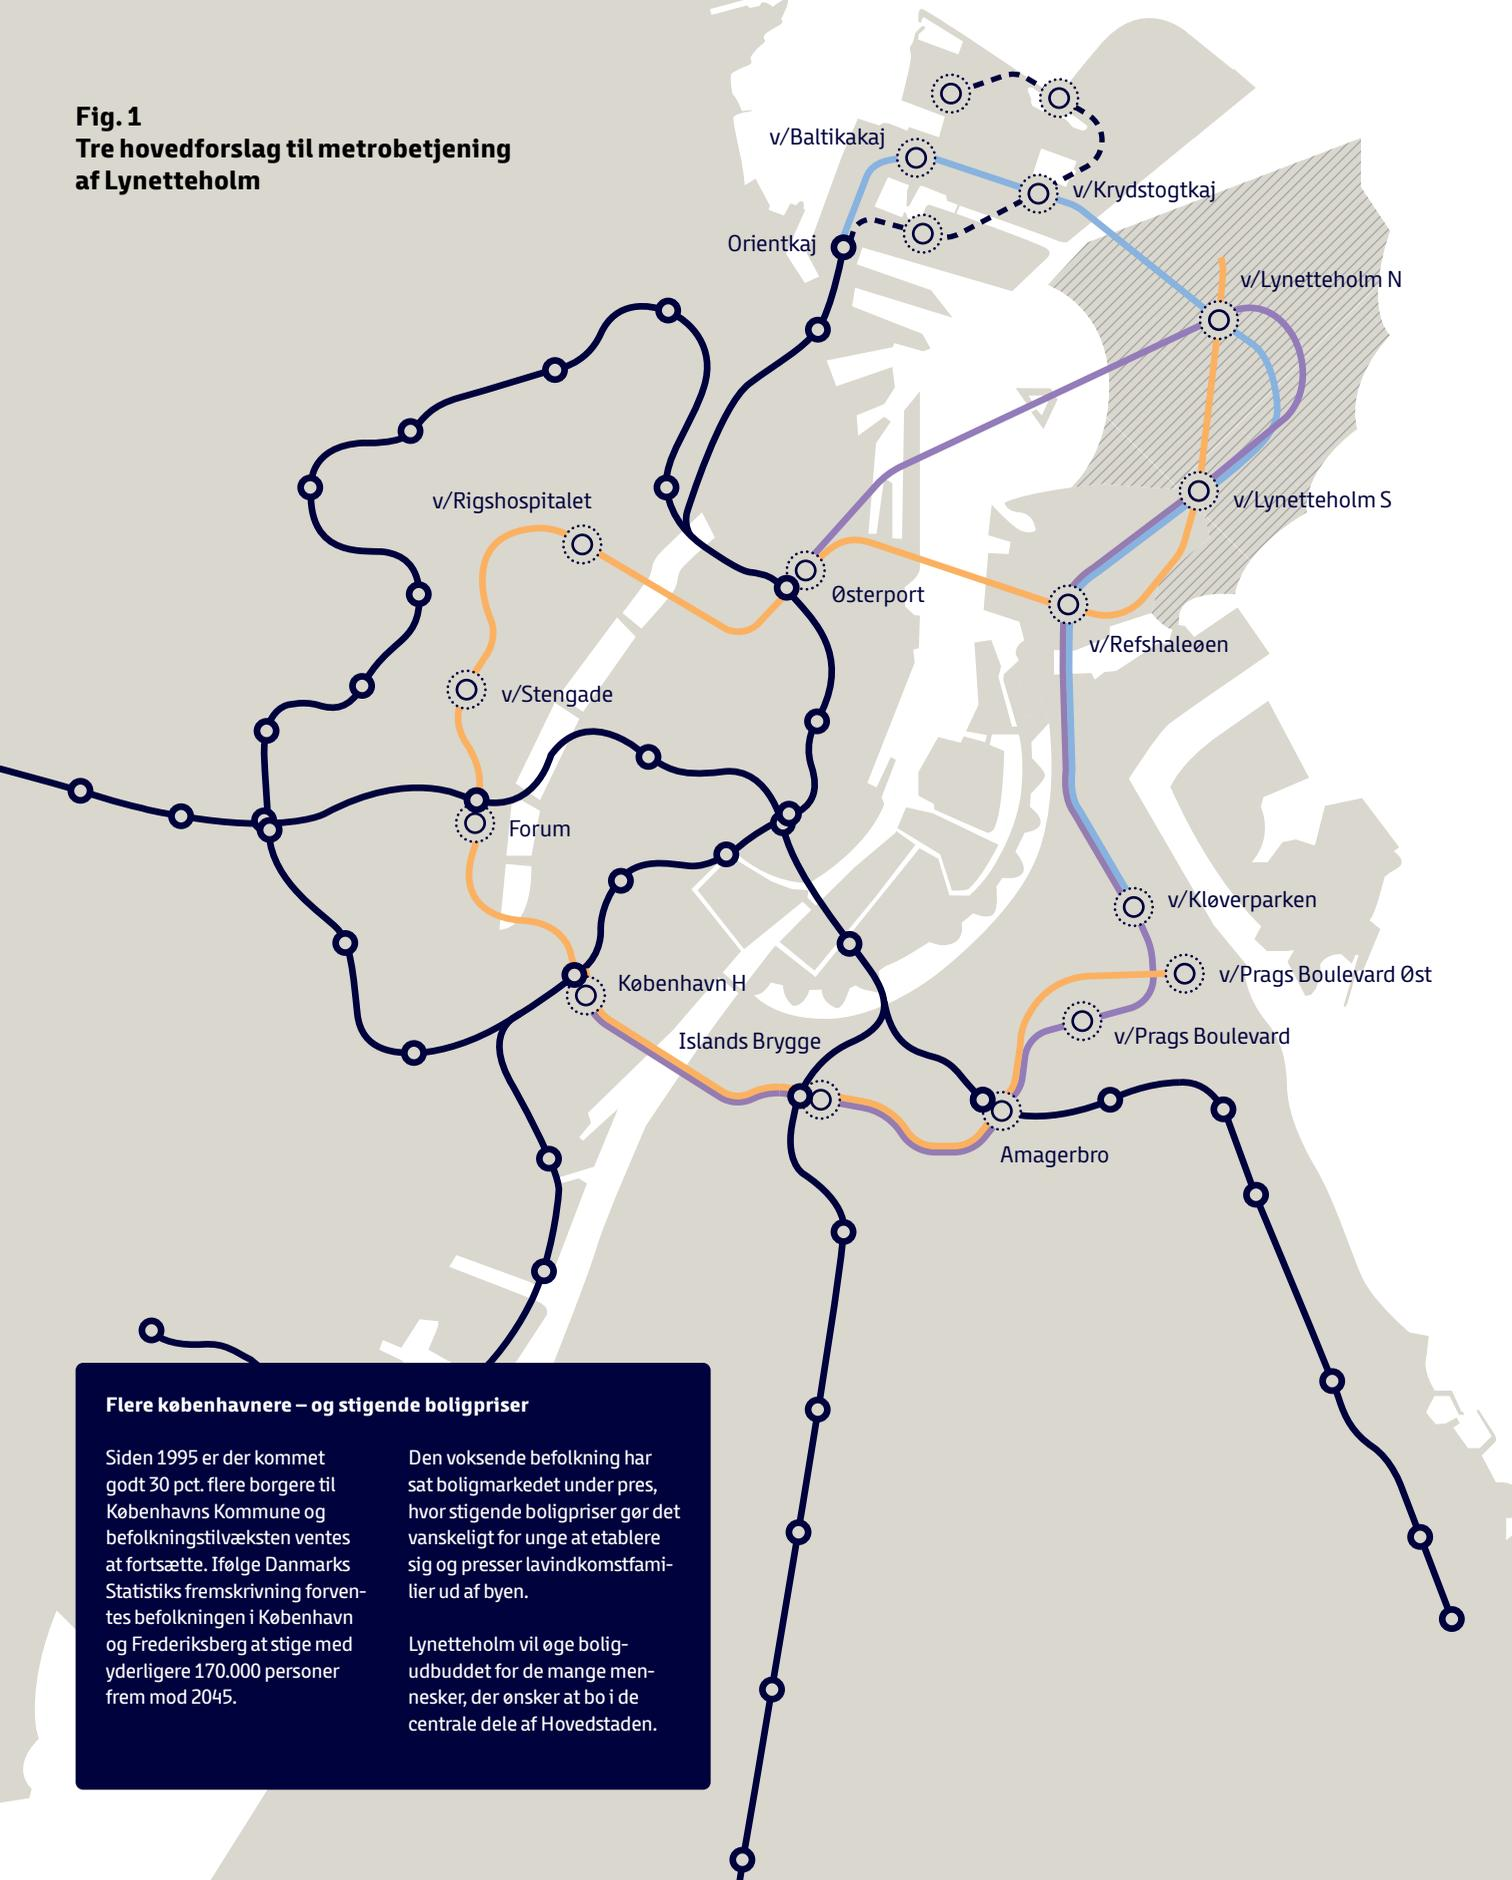 Fig. 1
Tre hovedforslag til metrobetjening
af Lynetteholm
v/Baltikakaj
v/Krydstogtkaj
Orientkaj
v/Lynetteholm N
v/Rigshospitalet
v/Lynetteholm S
Østerport
v/Refshaleøen
v/Stengade
Forum
v/Kløverparken
København H
v/Prags Boulevard Øst
Islands Brygge
v/Prags Boulevard
Amagerbro
Flere københavnere – og stigende boligpriser
Siden 1995 er der kommet
godt 30 pct. flere borgere til
Københavns Kommune og
befolkningstilvæksten ventes
at fortsætte. Ifølge Danmarks
Statistiks fremskrivning forven-
tes befolkningen i København
og Frederiksberg at stige med
yderligere 170.000 personer
frem mod 2045.
Den voksende befolkning har
sat boligmarkedet under pres,
hvor stigende boligpriser gør det
vanskeligt for unge at etablere
sig og presser lavindkomstfami-
lier ud af byen.
Lynetteholm vil øge bolig-
udbuddet for de mange men-
nesker, der ønsker at bo i de
centrale dele af Hovedstaden.